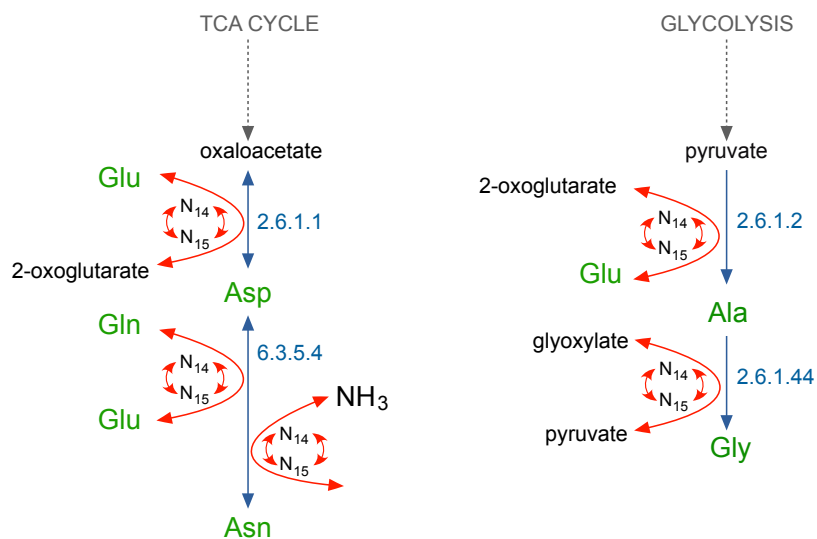 TCA CYCLE
oxaloacetate
Glu
N14
N15
2.6.1.1
2-oxoglutarate
Asp
Gln
6.3.5.4
N14
N15
Glu
NH3
N14
N15
Asn
GLYCOLYSIS
pyruvate
2-oxoglutarate
N14
N15
2.6.1.2
Glu
Ala
glyoxylate
N14
N15
2.6.1.44
pyruvate
Gly